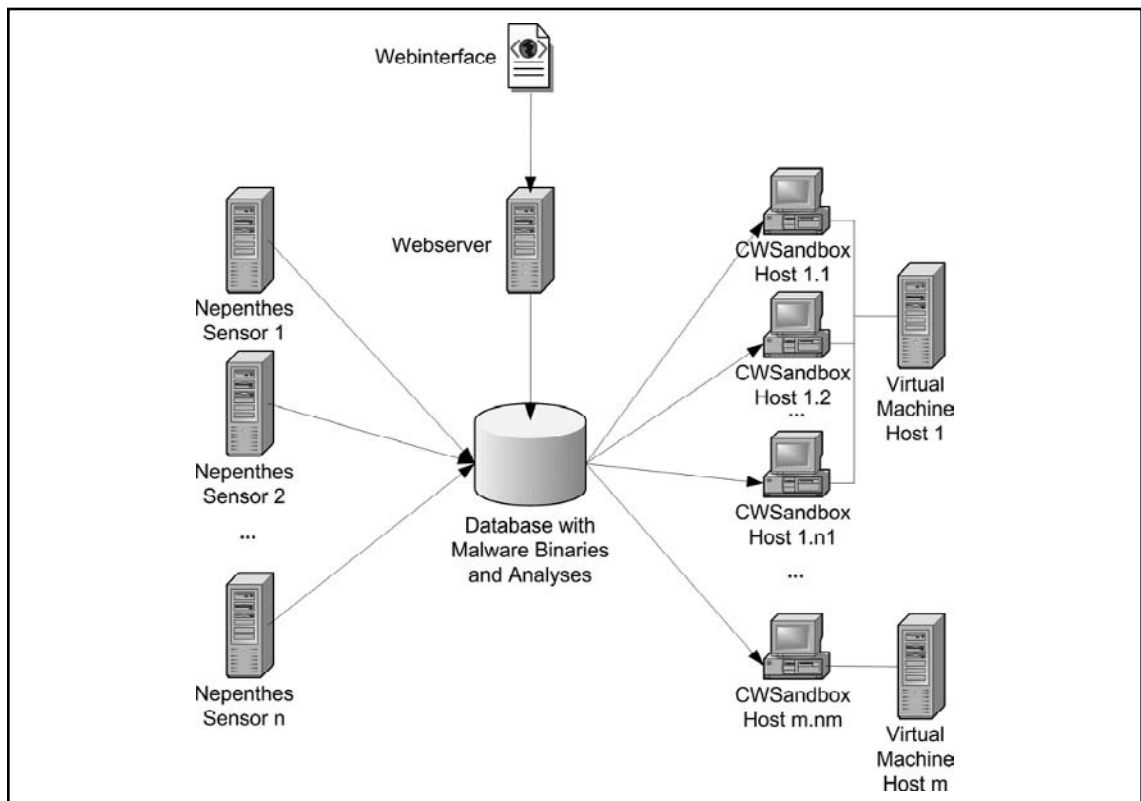 Webinterface
Webserver
Nepenthes
Sensor 1
Nepenthes
Sensor 2
...
Nepenthes
Sensor n
Database with
Malware Binaries
and Analyses
CWSandbox
Host 1.1
CWSandbox
Host 1.2
...
CWSandbox
Host 1.n1
...
CWSandbox
Host m.nm
Virtual
Machine
Host 1
Virtual
Machine
Host m